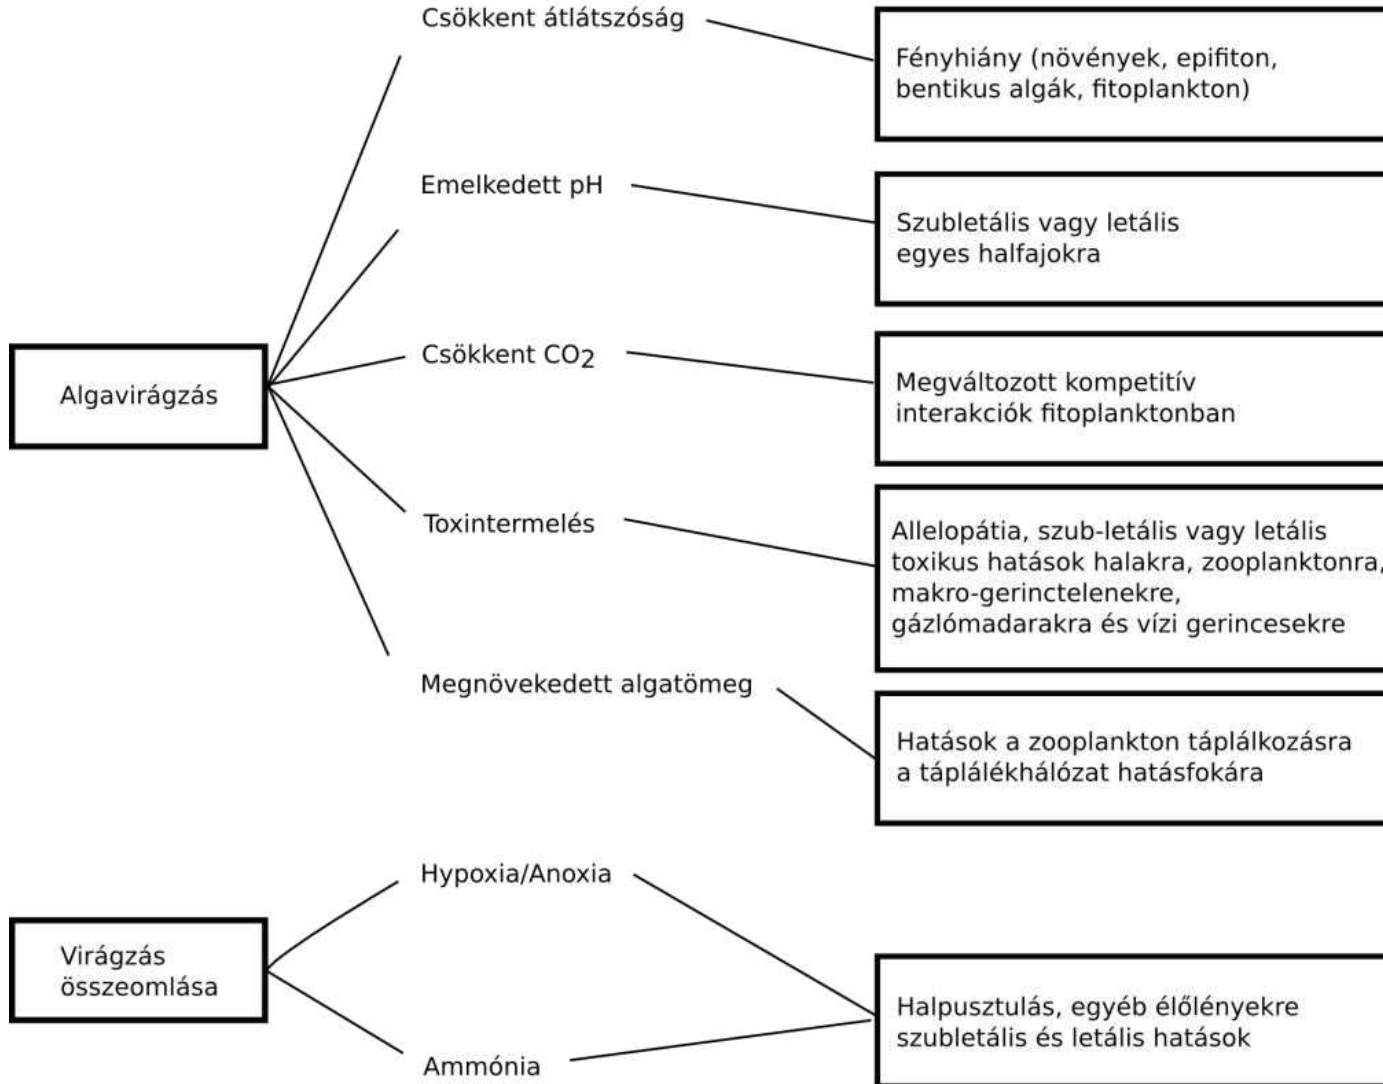 Csökkent átlátszóság
Fényhiány (növények, epifiton,
bentikus algák, fitoplankton)
Emelkedett pH
Szubletális vagy letális
egyes halfajokra
Algavirágzás
Csökkent CO2
Megváltozott kompetitív
interakciók fitoplanktonban
Toxintermelés
Allelopátia, szub-letális vagy letális
toxikus hatások halakra, zooplanktonra,
makro-gerinctelenekre,
gázlómadarakra és vízi gerincesekre
Megnövekedett algatömeg
Hatások a zooplankton táplálkozásra
a táplálékhálózat hatásfokára
Hypoxia/Anoxia
Virágzás
összeomlása
Halpusztulás, egyéb élőlényekre
szubletális és letális hatások
Ammónia